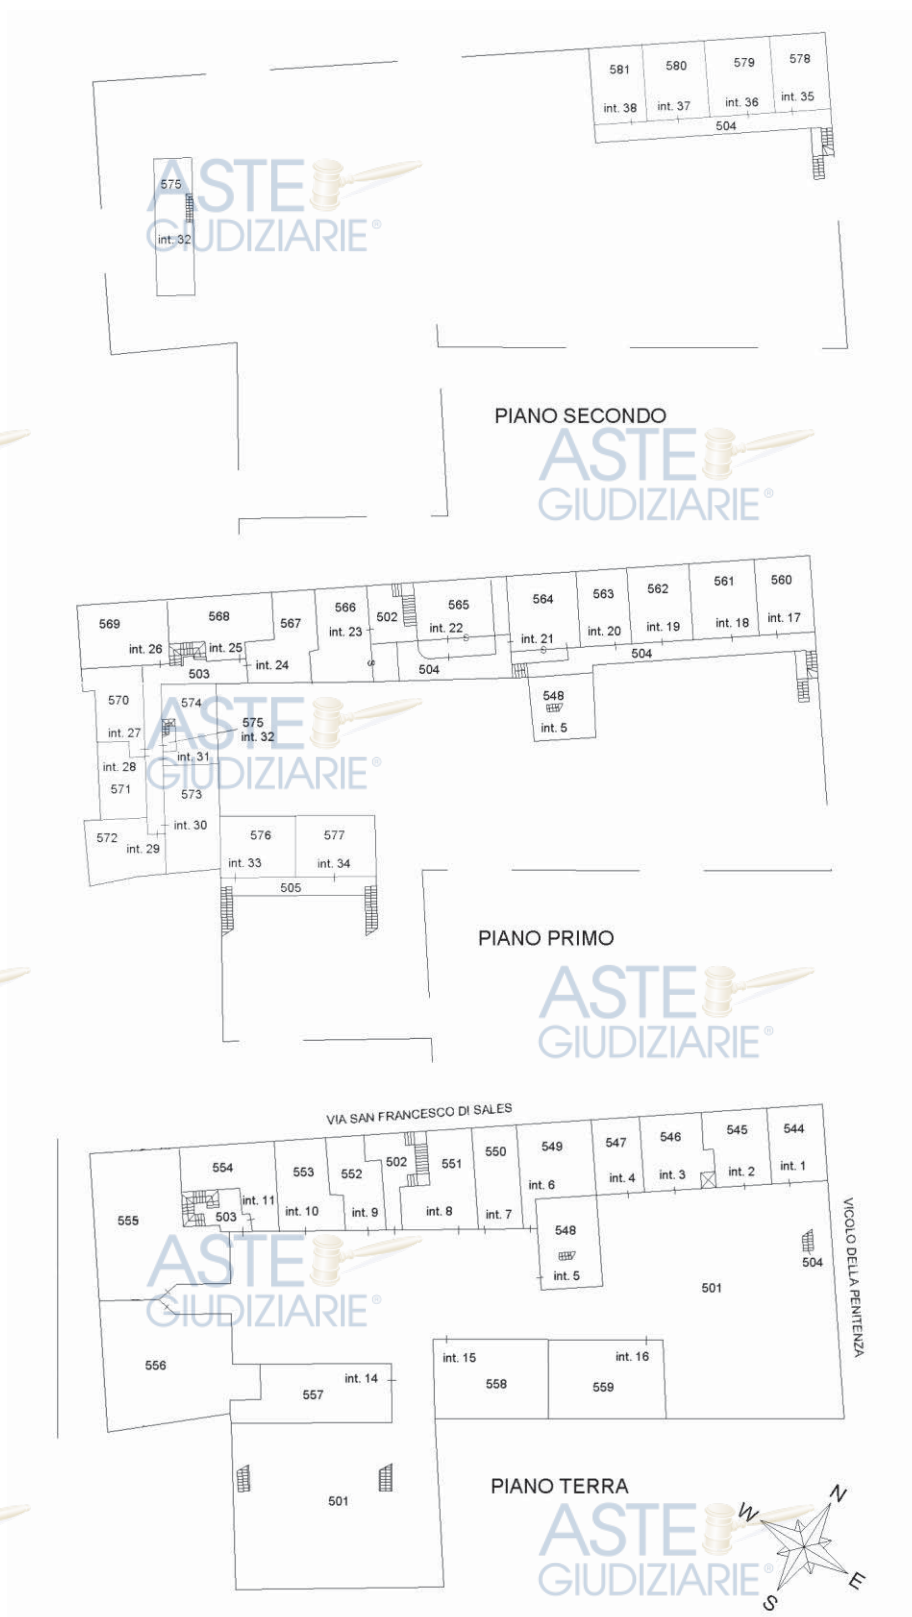 581 580 579 578
int. 38 int. 37 int. 36 int. 35
504
575
int. 32
ASTE
GIUDIZIARIE®
PIANO SECONDO
ASTE
GIUDIZIARIE®
569 568 567 566 502 565 564 563 562 561 560
int. 26 int. 25 int. 24 int. 23 int. 22 int. 21 int. 20 int. 19 int. 18 int. 17
503 504 504
570 574 548
int. 27 575 int. 5
int. 32
int. 28 int. 31
571 573
572 int. 29 int. 30
576 577
int. 33 int. 34
505
ASTE
GIUDIZIARIE®
PIANO PRIMO
ASTE
GIUDIZIARIE®
VIA SAN FRANCESCO DI SALES
554 553 552 502 551 550 549 547 546 545 544
int. 11 int. 10 int. 9 int. 8 int. 7 int. 6 int. 4 int. 3 int. 2 int. 1
555 503 548
int. 5
504
501
VICOLO DELLA PENITENZA
ASTE
GIUDIZIARIE®
556
int. 14 int. 15 int. 16
557 558 559
501
PIANO TERRA
ASTE
GIUDIZIARIE®
N
W
E
S